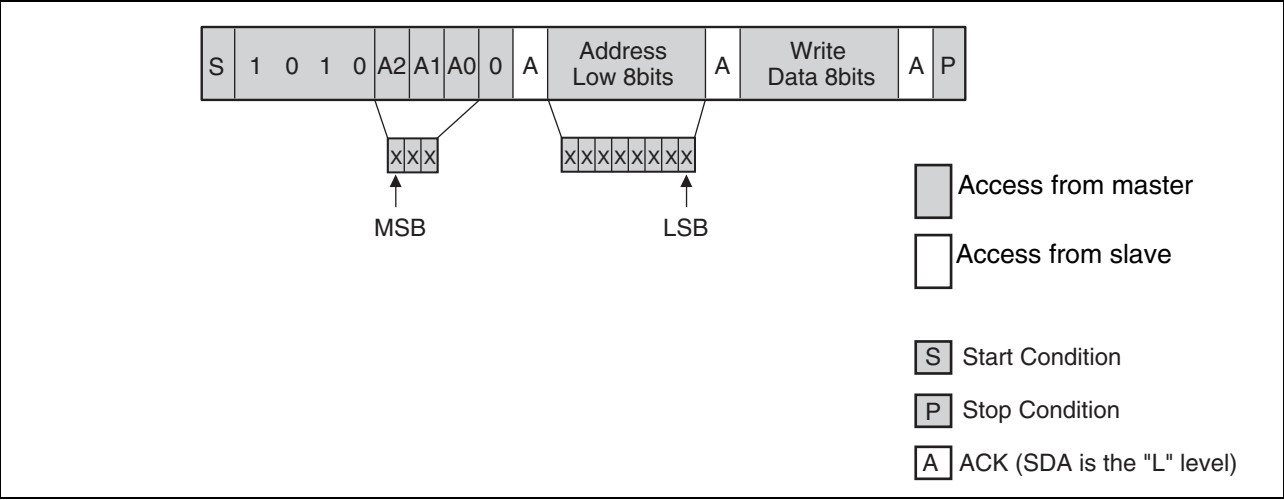 S 1 0 1 0 A2 A1 A0 0 A Address Low 8bits A Write Data 8bits A P
XXX XXXXXXXX
MSB LSB
Access from master
Access from slave
S Start Condition
P Stop Condition
A ACK (SDA is the "L" level)